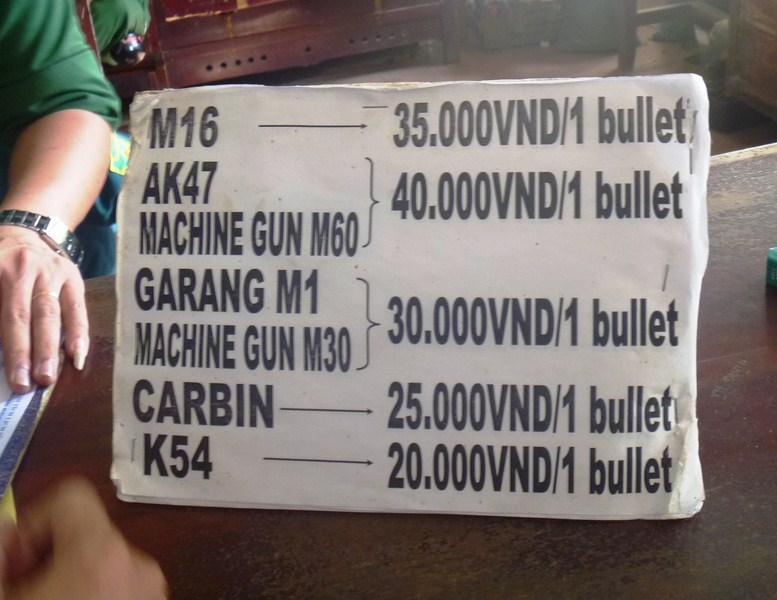 M16 35.000VND/1 bullet
AK47
MACHINE GUN M60 40.000VND/1 bullet
GARANG M1
MACHINE GUN M30 30.000VND/1 bullet
CARBIN 25.000VND/1 bullet
K54 20.000VND/1 bullet